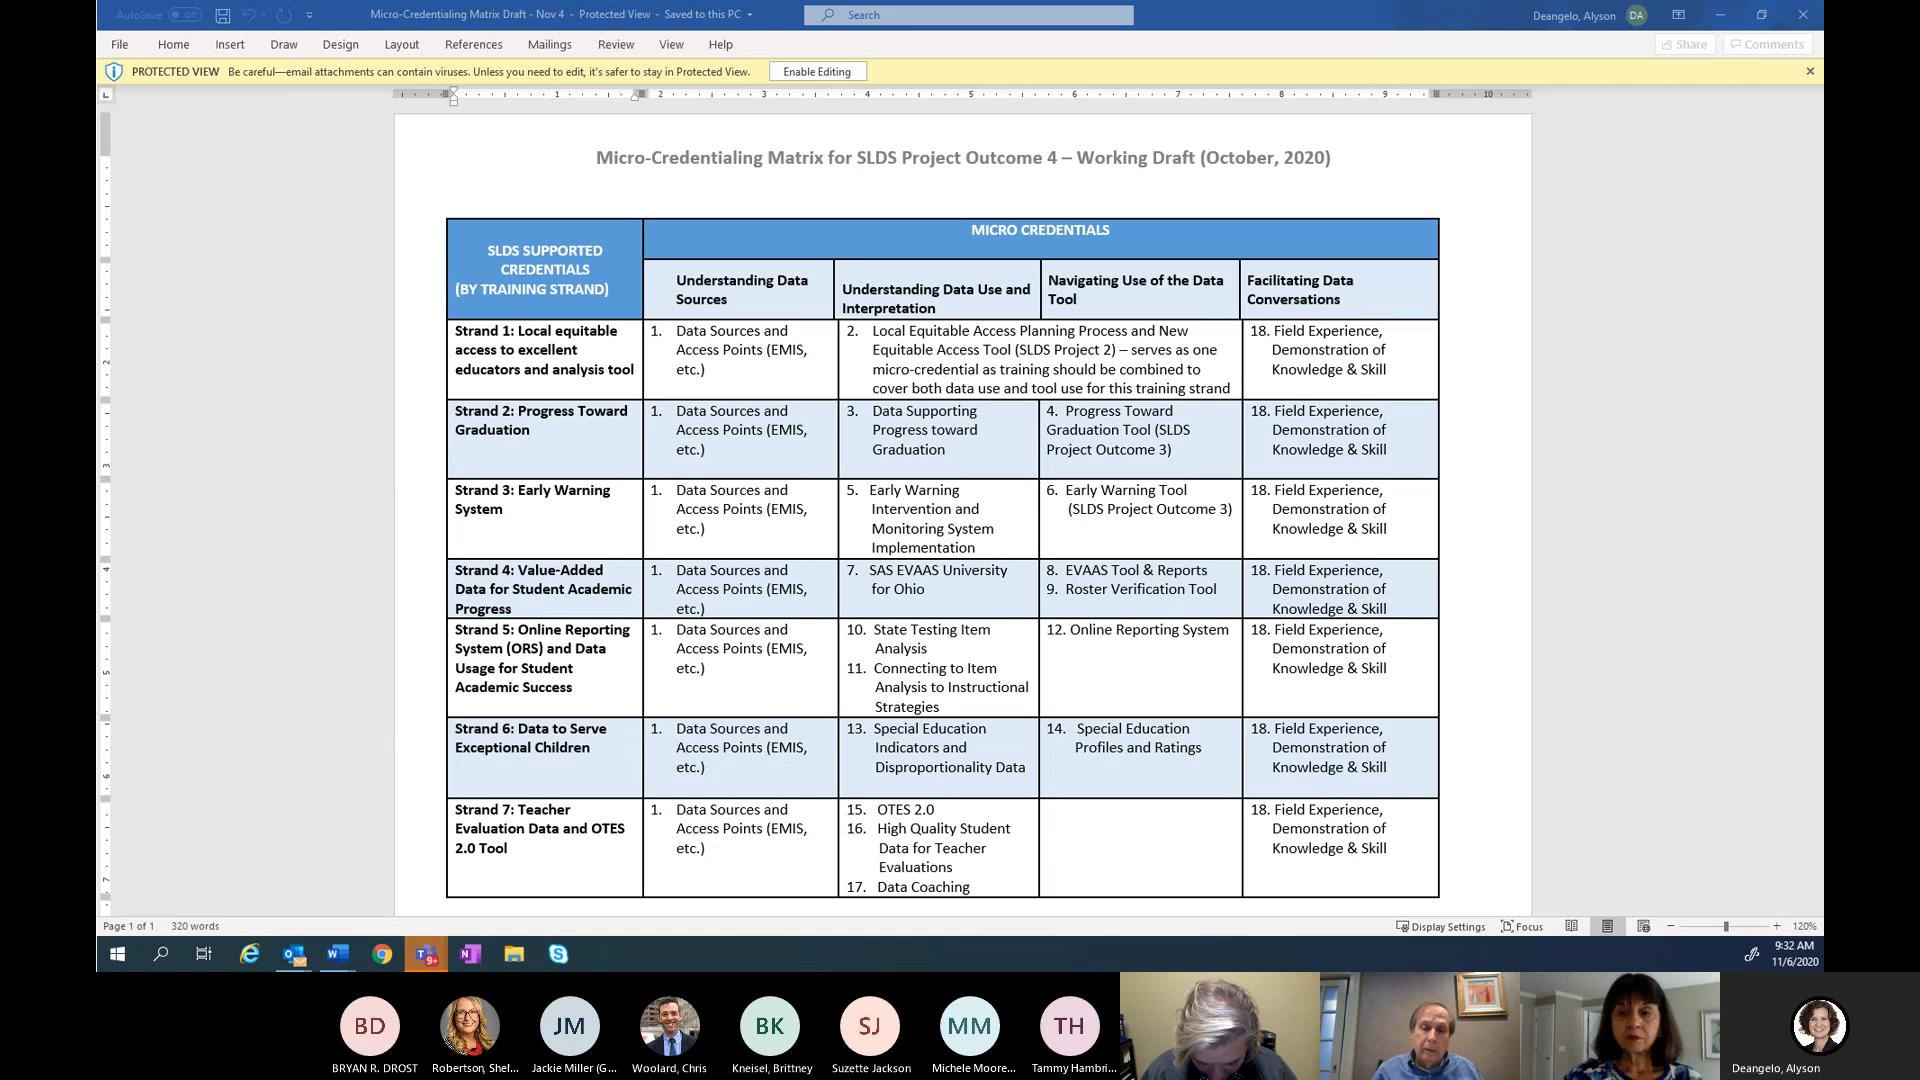 AutoSave Off
Micro-Credentialing Matrix Draft - Nov 4 - Protected View - Saved to this PC
Search
Deangelo, Alyson DA
File Home Insert Draw Design Layout References Mailings Review View Help
Share Comments
PROTECTED VIEW Be careful—email attachments can contain viruses. Unless you need to edit, it's safer to stay in Protected View. Enable Editing
1 2 3 4 5 6 7 8 9 10
Micro-Credentialing Matrix for SLDS Project Outcome 4 – Working Draft (October, 2020)
SLDS SUPPORTED
CREDENTIALS
(BY TRAINING STRAND)
MICRO CREDENTIALS
Understanding Data
Sources
Understanding Data Use and
Interpretation
Navigating Use of the Data
Tool
Facilitating Data
Conversations
Strand 1: Local equitable
access to excellent
educators and analysis tool
1. Data Sources and
Access Points (EMIS,
etc.)
2. Local Equitable Access Planning Process and New
Equitable Access Tool (SLDS Project 2) – serves as one
micro-credential as training should be combined to
cover both data use and tool use for this training strand
18. Field Experience,
Demonstration of
Knowledge & Skill
Strand 2: Progress Toward
Graduation
1. Data Sources and
Access Points (EMIS,
etc.)
3. Data Supporting
Progress toward
Graduation
4. Progress Toward
Graduation Tool (SLDS
Project Outcome 3)
18. Field Experience,
Demonstration of
Knowledge & Skill
Strand 3: Early Warning
System
1. Data Sources and
Access Points (EMIS,
etc.)
5. Early Warning
Intervention and
Monitoring System
Implementation
6. Early Warning Tool
(SLDS Project Outcome 3)
18. Field Experience,
Demonstration of
Knowledge & Skill
Strand 4: Value-Added
Data for Student Academic
Progress
1. Data Sources and
Access Points (EMIS,
etc.)
7. SAS EVAAS University
for Ohio
8. EVAAS Tool & Reports
9. Roster Verification Tool
18. Field Experience,
Demonstration of
Knowledge & Skill
Strand 5: Online Reporting
System (ORS) and Data
Usage for Student
Academic Success
1. Data Sources and
Access Points (EMIS,
etc.)
10. State Testing Item
Analysis
11. Connecting to Item
Analysis to Instructional
Strategies
12. Online Reporting System
18. Field Experience,
Demonstration of
Knowledge & Skill
Strand 6: Data to Serve
Exceptional Children
1. Data Sources and
Access Points (EMIS,
etc.)
13. Special Education
Indicators and
Disproportionality Data
14. Special Education
Profiles and Ratings
18. Field Experience,
Demonstration of
Knowledge & Skill
Strand 7: Teacher
Evaluation Data and OTES
2.0 Tool
1. Data Sources and
Access Points (EMIS,
etc.)
15. OTES 2.0
16. High Quality Student
Data for Teacher
Evaluations
17. Data Coaching
18. Field Experience,
Demonstration of
Knowledge & Skill
Page 1 of 1 320 words
Display Settings Focus 120%
9:32 AM
11/6/2020
BD JM BK SJ MM TH
BRYAN R. DROST Robertson, Shel... Jackie Miller (G... Woolard, Chris Kneisel, Brittney Suzette Jackson Michele Moore... Tammy Hambri... Deangelo, Alyson